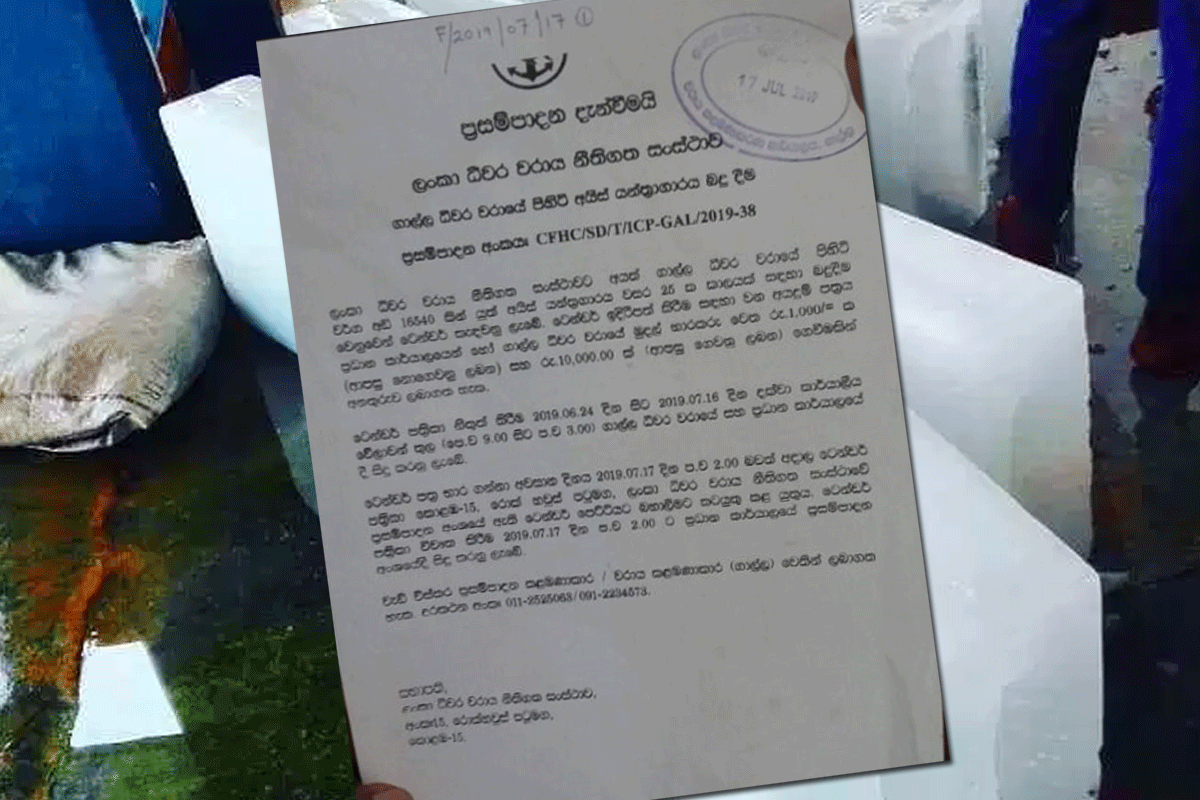 F/2019/07/17 ①
17 JUL 2019
ප්‍රසම්පාදන දැන්වීමයි
ලංකා ධීවර වරාය නීතිගත සංස්ථාව
ගාල්ල ධීවර වරායේ පිහිටි අයිස් යන්ත්‍රාගාරය බදු දීම
ප්‍රසම්පාදන අංකයඃ CFHC/SD/T/ICP-GAL/2019-38
ලංකා ධීවර වරාය නීතිගත සංස්ථාවට අයත් ගාල්ල ධීවර වරායේ පිහිටි
වර්ග අඩි 16540 කින් යුත් අයිස් යන්ත්‍රාගාරය වසර 25 ක කාලයක් සඳහා බදුදීම
වෙනුවෙන් ටෙන්ඩර් කැඳවනු ලැබේ. ටෙන්ඩර් ඉදිරිපත් කිරීම සඳහා වන අයදුම් පත්‍රය
ප්‍රධාන කාර්යාලයෙන් හෝ ගාල්ල ධීවර වරායේ මුදල් භාරකරු වෙත රු.1,000/= ක
(ආපසු නොගෙවනු ලබන) සහ රු.10,000.00 ක් (ආපසු ගෙවනු ලබන) ගෙවීමකින්
අනතුරුව ලබාගත හැක.
ටෙන්ඩර් පත්‍රිකා නිකුත් කිරීම 2019.06.24 දින සිට 2019.07.16 දින දක්වා කාර්යාලීය
වේලාවන් තුල (පෙ.ව 9.00 සිට ප.ව 3.00) ගාල්ල ධීවර වරායේ සහ ප්‍රධාන කාර්යාලයේ
දී සිදු කරනු ලැබේ.
ටෙන්ඩර් පත්‍ර භාර ගන්නා අවසාන දිනය 2019.07.17 දින ප.ව 2.00 බවත් අදාල ටෙන්ඩර්
පත්‍රිකා කොළඹ-15, රොක් හවුස් පටුමග, ලංකා ධීවර වරාය නීතිගත සංස්ථාවේ
ප්‍රසම්පාදන අංශයේ ඇති ටෙන්ඩර් පෙට්ටියට බහාලීමට කටයුතු කළ යුතුය. ටෙන්ඩර්
පත්‍රිකා විවෘත කිරීම 2019.07.17 දින ප.ව 2.00 ට ප්‍රධාන කාර්යාලයේ ප්‍රසම්පාදන
අංශයේදී සිදු කරනු ලැබේ.
වැඩි විස්තර ප්‍රසම්පාදන කළමණාකාර / වරාය කළමණාකාර (ගාල්ල) වෙතින් ලබාගත
හැක. දුරකථන අංකඃ 011-2525063/091-2234573.
සභාපති,
ලංකා ධීවර වරාය නීතිගත සංස්ථාව,
අංක15, රොක්හවුස් පටුමග,
කොළඹ-15.